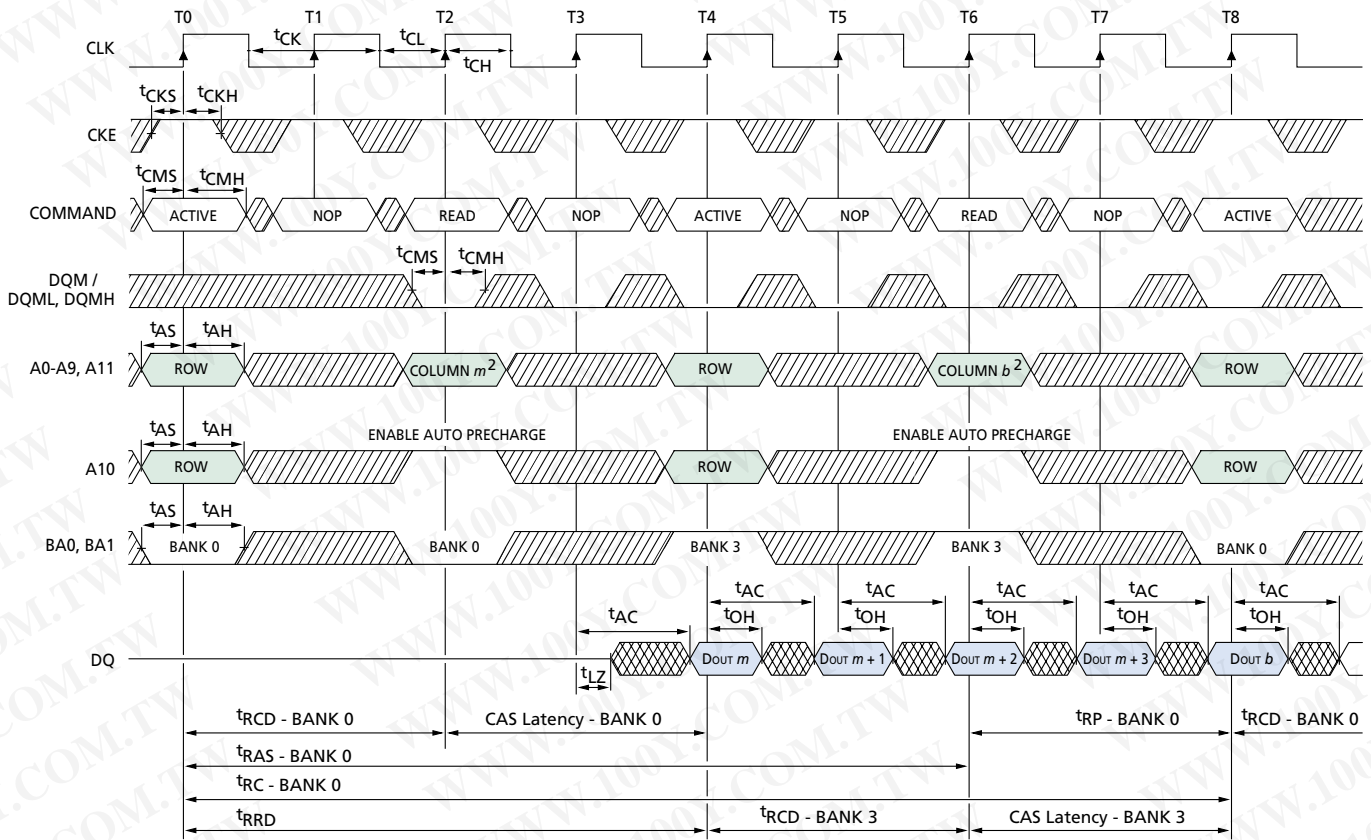 T0 T1 T2 T3 T4 T5 T6 T7 T8
CLK
tCK tCL tCH
tCKS tCKH
CKE
tCMS tCMH
COMMAND ACTIVE NOP READ NOP ACTIVE NOP READ NOP ACTIVE
tCMS tCMH
DQM /
DQML, DQMH
tAS tAH
A0-A9, A11 ROW COLUMN m2 ROW COLUMN b2 ROW
ENABLE AUTO PRECHARGE ENABLE AUTO PRECHARGE
tAS tAH
A10 ROW ROW ROW
tAS tAH
BA0, BA1 BANK 0 BANK 0 BANK 3 BANK 3 BANK 0
tAC tAC tAC tAC tAC tAC
tOH tOH tOH tOH tOH
DQ DOUT m DOUT m + 1 DOUT m + 2 DOUT m + 3 DOUT b
tLZ
tRCD - BANK 0 CAS Latency - BANK 0 tRP - BANK 0 tRCD - BANK 0
tRAS - BANK 0
tRC - BANK 0
tRRD tRCD - BANK 3 CAS Latency - BANK 3
WWW.100Y.COM.TW